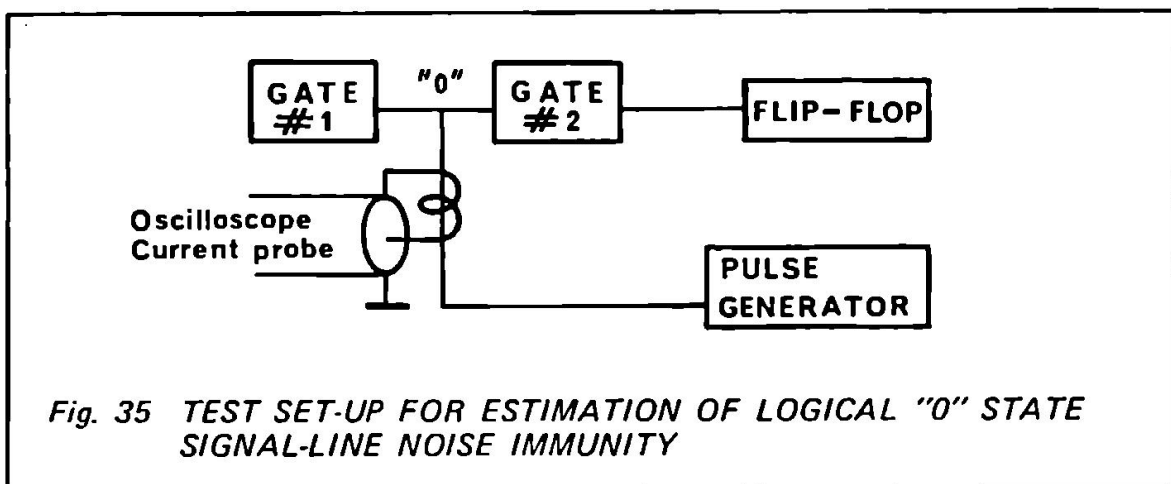 GATE #1
"0"
GATE #2
FLIP-FLOP
Oscilloscope
Current probe
PULSE
GENERATOR
Fig. 35 TEST SET-UP FOR ESTIMATION OF LOGICAL "0" STATE
SIGNAL-LINE NOISE IMMUNITY